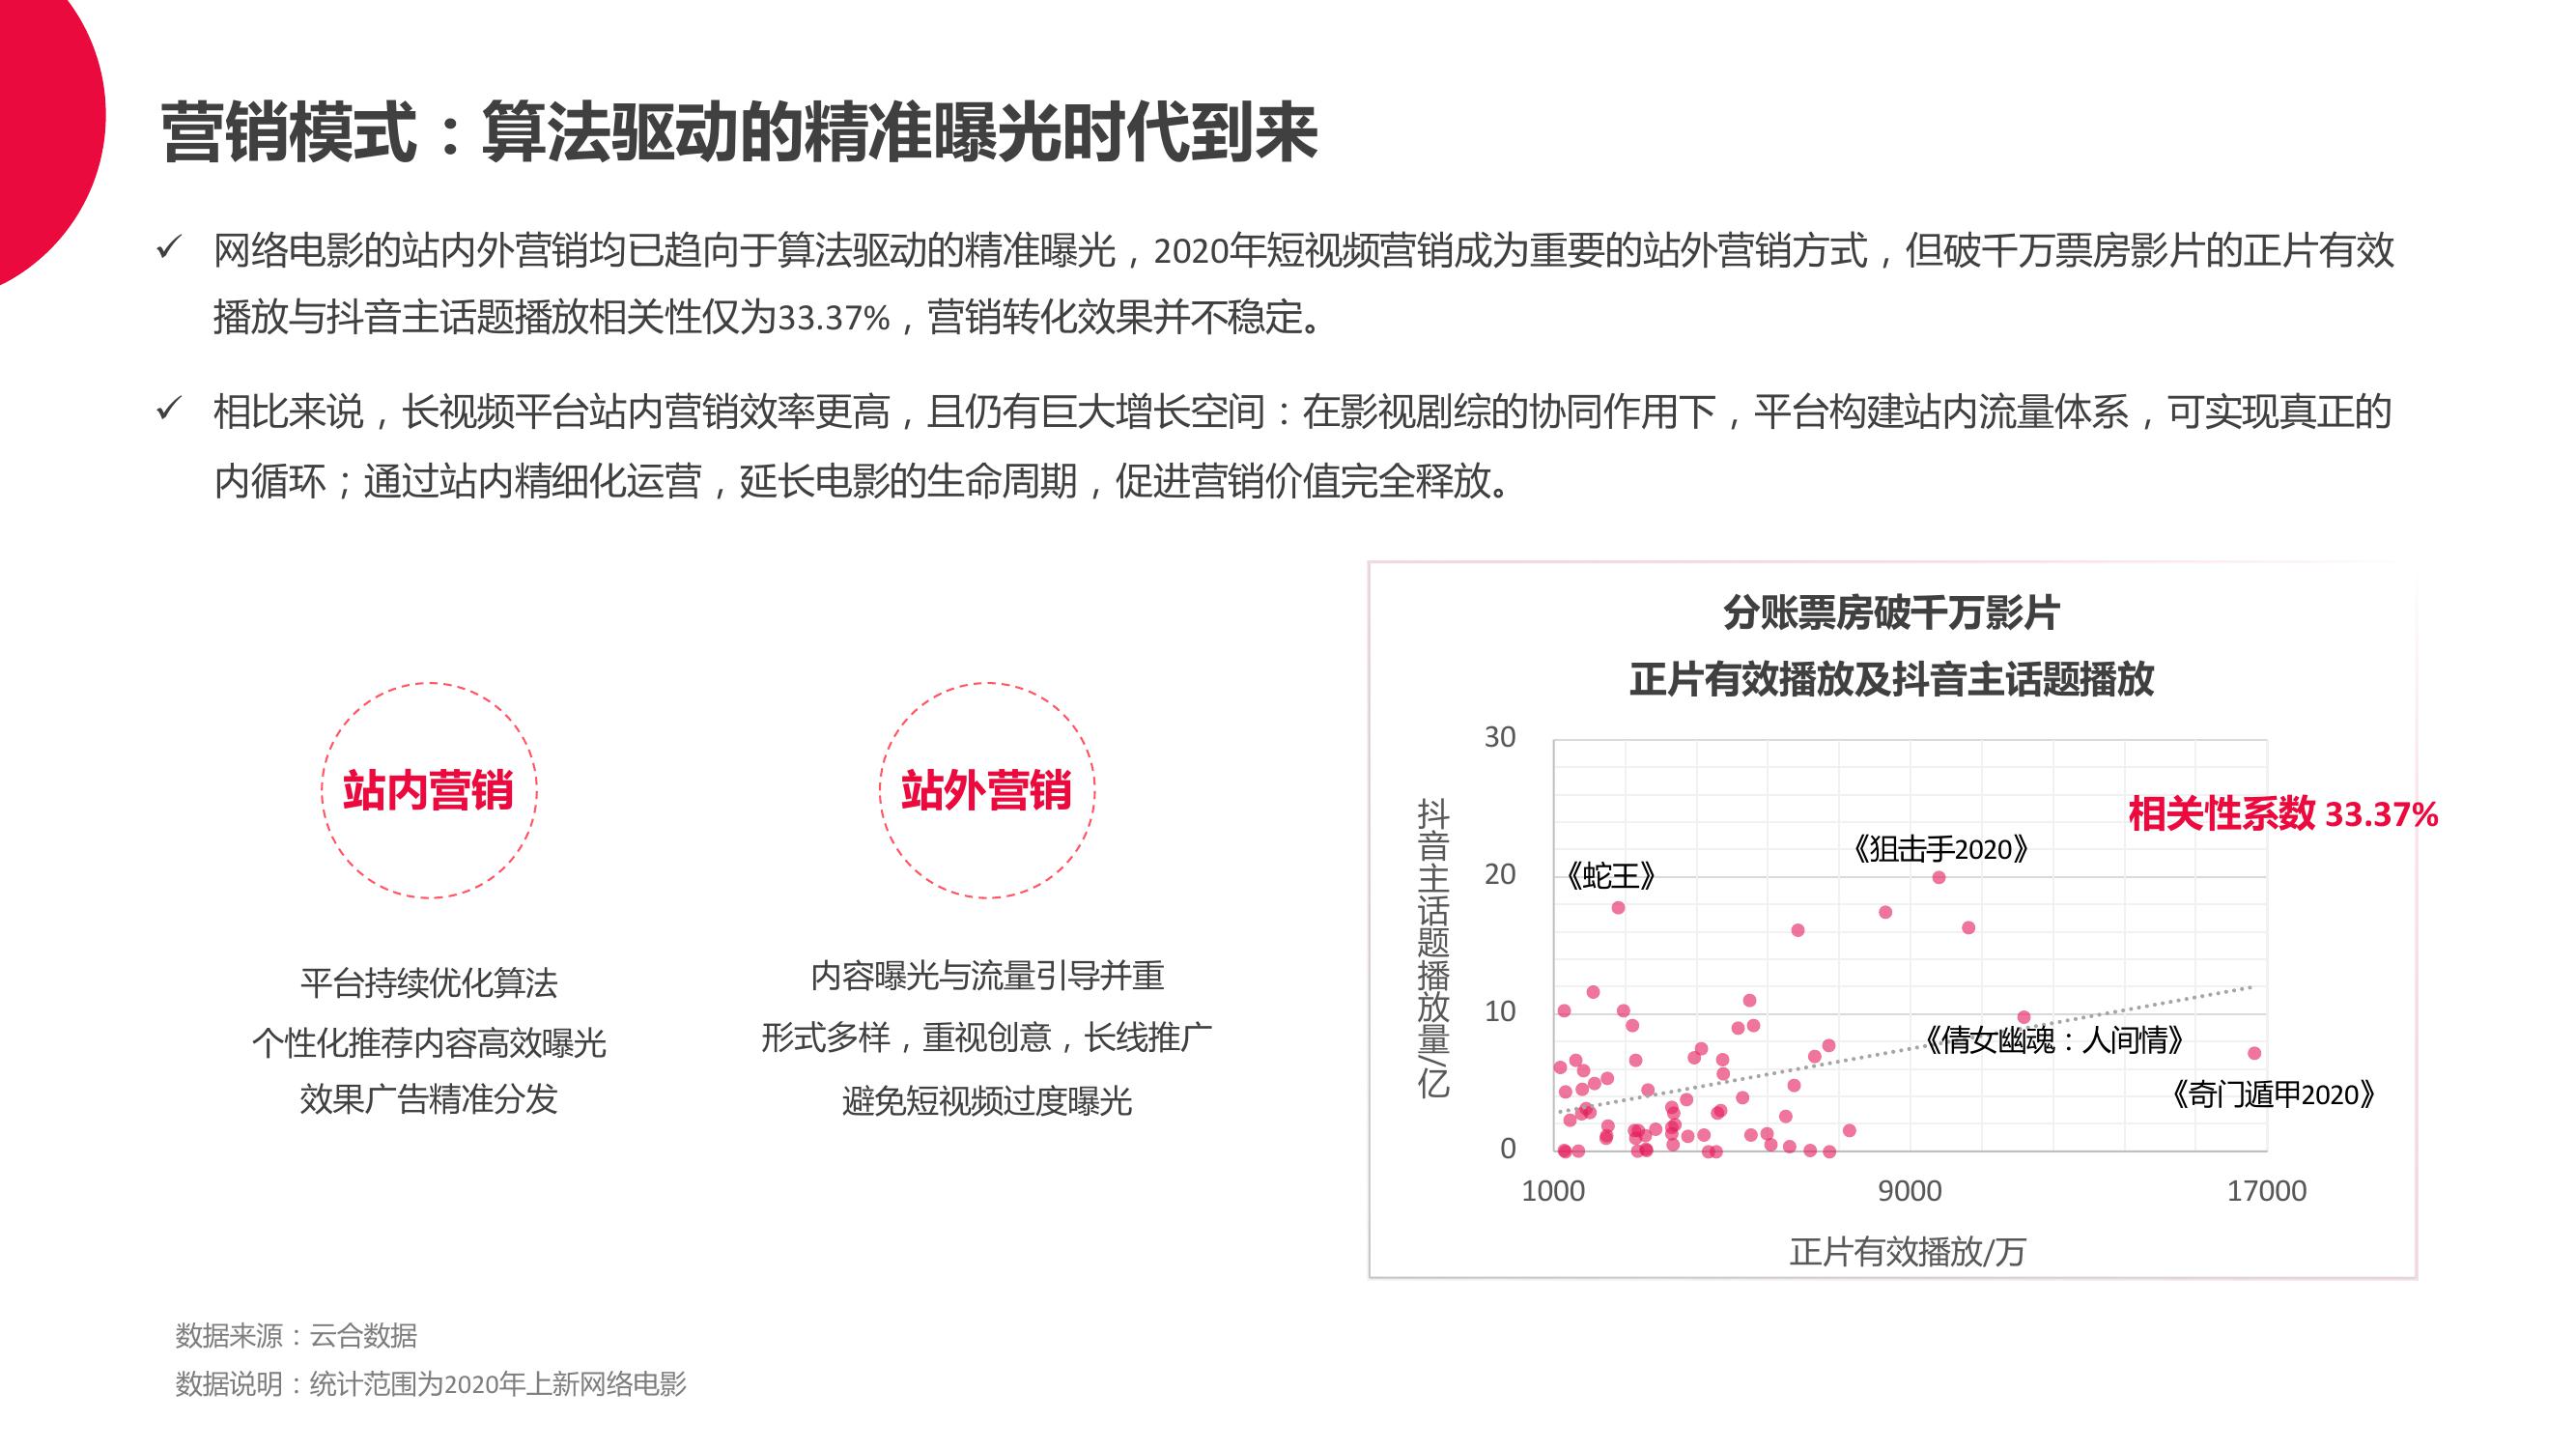 营销模式：算法驱动的精准曝光时代到来
✓ 网络电影的站内外营销均已趋向于算法驱动的精准曝光，2020年短视频营销成为重要的站外营销方式，但破千万票房影片的正片有效
播放与抖音主话题播放相关性仅为33.37%，营销转化效果并不稳定。
✓ 相比来说，长视频平台站内营销效率更高，且仍有巨大增长空间：在影视剧综的协同作用下，平台构建站内流量体系，可实现真正的
内循环；通过站内精细化运营，延长电影的生命周期，促进营销价值完全释放。
站内营销
平台持续优化算法
个性化推荐内容高效曝光
效果广告精准分发
站外营销
内容曝光与流量引导并重
形式多样，重视创意，长线推广
避免短视频过度曝光
分账票房破千万影片
正片有效播放及抖音主话题播放
抖音主话题播放量/亿
30
20
10
0
相关性系数 33.37%
《狙击手2020》
《蛇王》
《倩女幽魂：人间情》
《奇门遁甲2020》
1000
9000
17000
正片有效播放/万
数据来源：云合数据
数据说明：统计范围为2020年上新网络电影